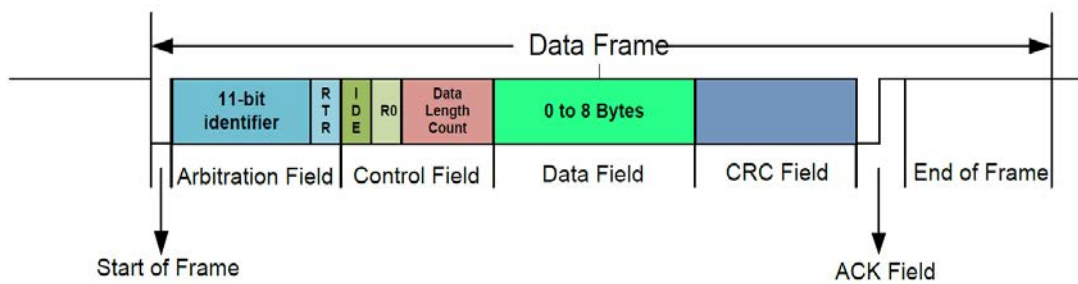 Data Frame
11-bit
identifier
R
T
R
I
D
E
R0
Data
Length
Count
0 to 8 Bytes
Arbitration Field
Control Field
Data Field
CRC Field
End of Frame
Start of Frame
ACK Field